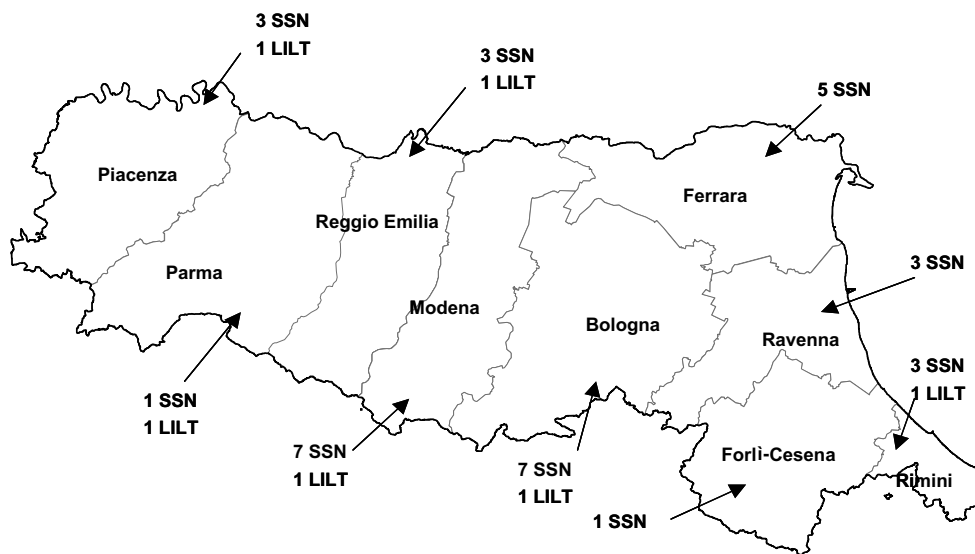 3 SSN
1 LILT
3 SSN
1 LILT
5 SSN
Piacenza
Ferrara
Reggio Emilia
Parma
3 SSN
Modena
Bologna
Ravenna
3 SSN
1 LILT
1 SSN
1 LILT
7 SSN
1 LILT
7 SSN
1 LILT
Forlì-Cesena
Rimini
1 SSN